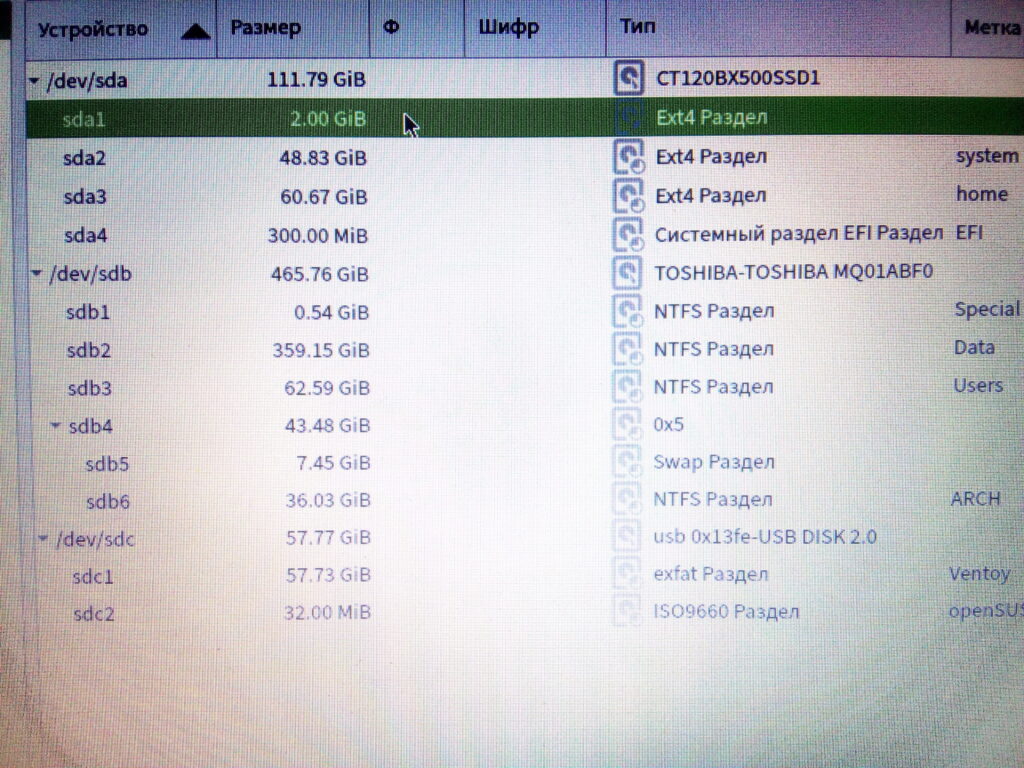 Устройство Размер Ф Шифр Тип Метка
/dev/sda 111.79 GiB CT120BX500SSD1
sda1 2.00 GiB Ext4 Раздел
sda2 48.83 GiB Ext4 Раздел system
sda3 60.67 GiB Ext4 Раздел home
sda4 300.00 MiB Системный раздел EFI Раздел EFI
/dev/sdb 465.76 GiB TOSHIBA-TOSHIBA MQ01ABF0
sdb1 0.54 GiB NTFS Раздел Special
sdb2 359.15 GiB NTFS Раздел Data
sdb3 62.59 GiB NTFS Раздел Users
sdb4 43.48 GiB 0x5
sdb5 7.45 GiB Swap Раздел
sdb6 36.03 GiB NTFS Раздел ARCH
/dev/sdc 57.77 GiB usb 0x13fe-USB DISK 2.0
sdc1 57.73 GiB exfat Раздел Ventoy
sdc2 32.00 MiB ISO9660 Раздел openSUS